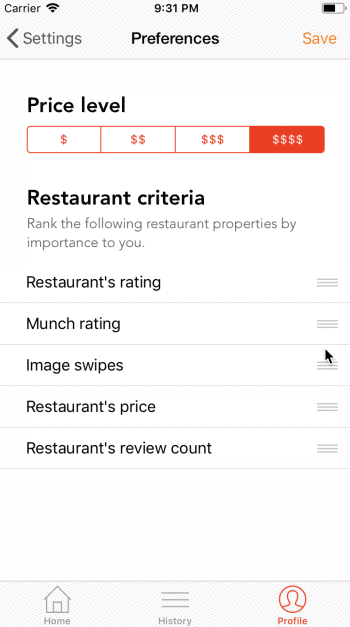 Carrier 9:31 PM
Settings Preferences Save
Price level
$ $$ $$$ $$$$
Restaurant criteria
Rank the following restaurant properties by
importance to you.
Restaurant's rating
Munch rating
Image swipes
Restaurant's price
Restaurant's review count
Home History Profile